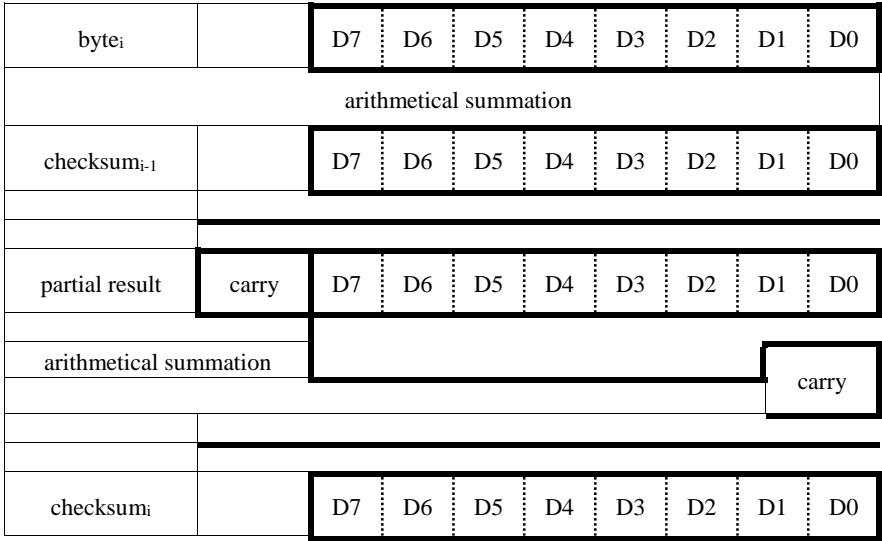 byteᵢ D7 D6 D5 D4 D3 D2 D1 D0
arithmetical summation
checksumᵢ₋₁ D7 D6 D5 D4 D3 D2 D1 D0
partial result carry D7 D6 D5 D4 D3 D2 D1 D0
arithmetical summation
carry
checksumᵢ D7 D6 D5 D4 D3 D2 D1 D0